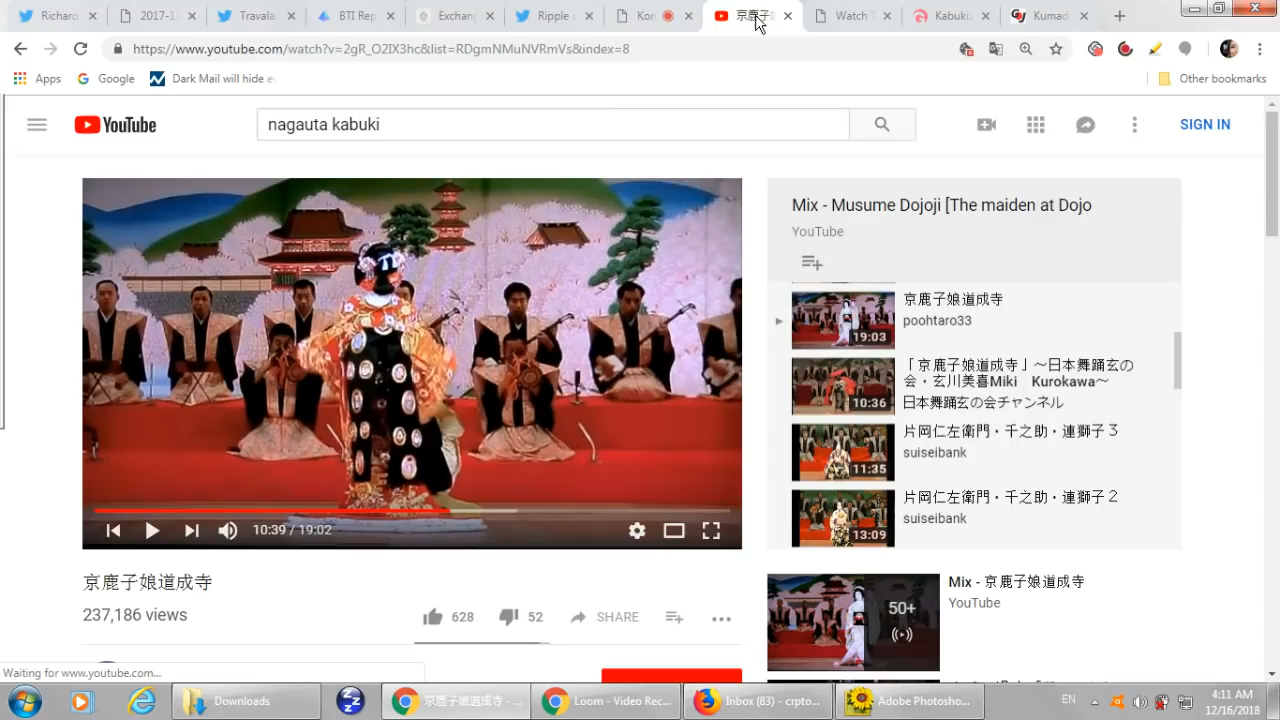 Richard
2017-11
Travala.
BTI Rep
Exchang
Ripple e
Kor
京鹿子
Watch T
Kabukiz
Kumad
https://www.youtube.com/watch?v=2gR_O2IX3hc&list=RDgmNMuNVRmVs&index=8
Apps
Google
Dark Mail will hide e
Other bookmarks
YouTube
nagauta kabuki
SIGN IN
Mix - Musume Dojoji [The maiden at Dojo
YouTube
京鹿子娘道成寺
poohtaro33
19:03
「京鹿子娘道成寺」～日本舞踊玄の
会・玄川美喜Miki Kurokawa～
日本舞踊玄の会チャンネル
10:36
片岡仁左衛門・千之助・連獅子３
suiseibank
11:35
片岡仁左衛門・千之助・連獅子２
suiseibank
13:09
10:39 / 19:02
京鹿子娘道成寺
237,186 views
628
52
SHARE
Mix - 京鹿子娘道成寺
YouTube
50+
Waiting for www.youtube.com...
Downloads
京鹿子娘道成寺 - ...
Loom - Video Rec...
Inbox (83) - crpto...
Adobe Photosho...
EN
4:11 AM
12/16/2018